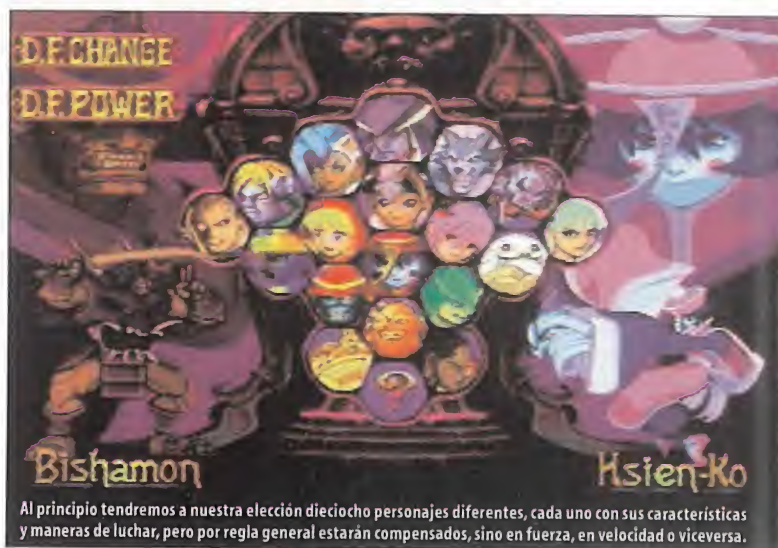 D.F.CHANGE
D.F.POWER
Bishamon
Hsien-Ko
Al principio tendremos a nuestra elección dieciocho personajes diferentes, cada uno con sus características
y maneras de luchar, pero por regla general estarán compensados, sino en fuerza, en velocidad o viceversa.